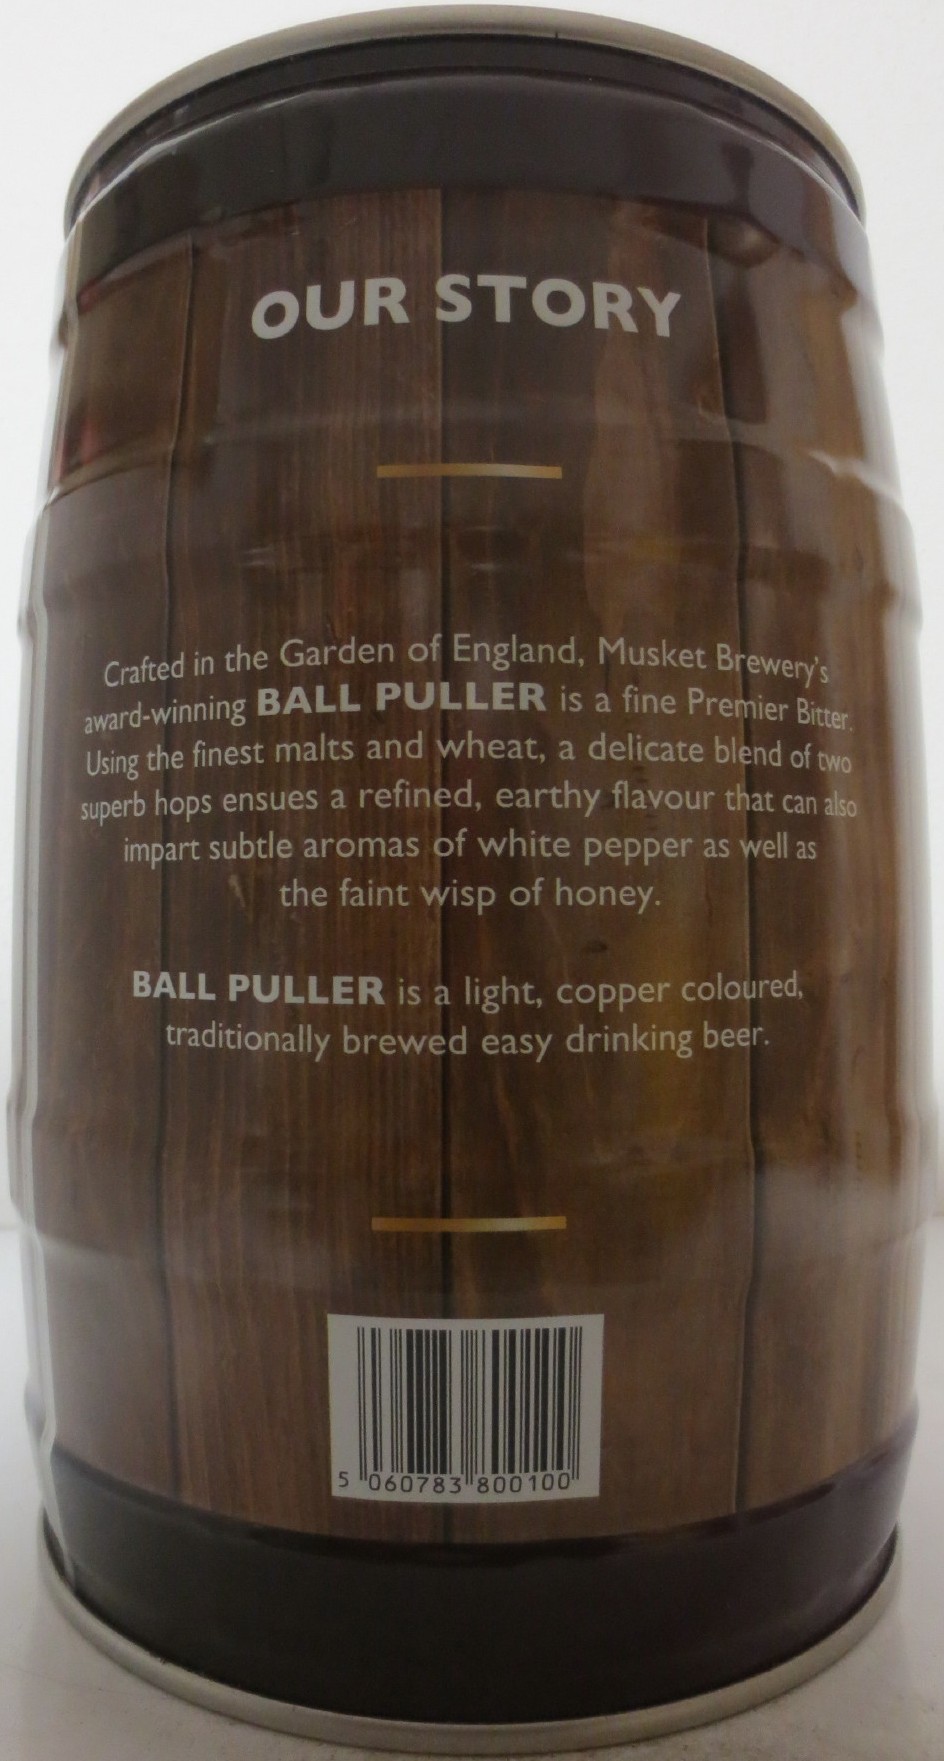 OUR STORY
Crafted in the Garden of England, Musket Brewery's
award-winning BALL PULLER is a fine Premier Bitter.
Using the finest malts and wheat, a delicate blend of two
superb hops ensues a refined, earthy flavour that can also
impart subtle aromas of white pepper as well as
the faint wisp of honey.
BALL PULLER is a light, copper coloured,
traditionally brewed easy drinking beer.
5 060783 800100